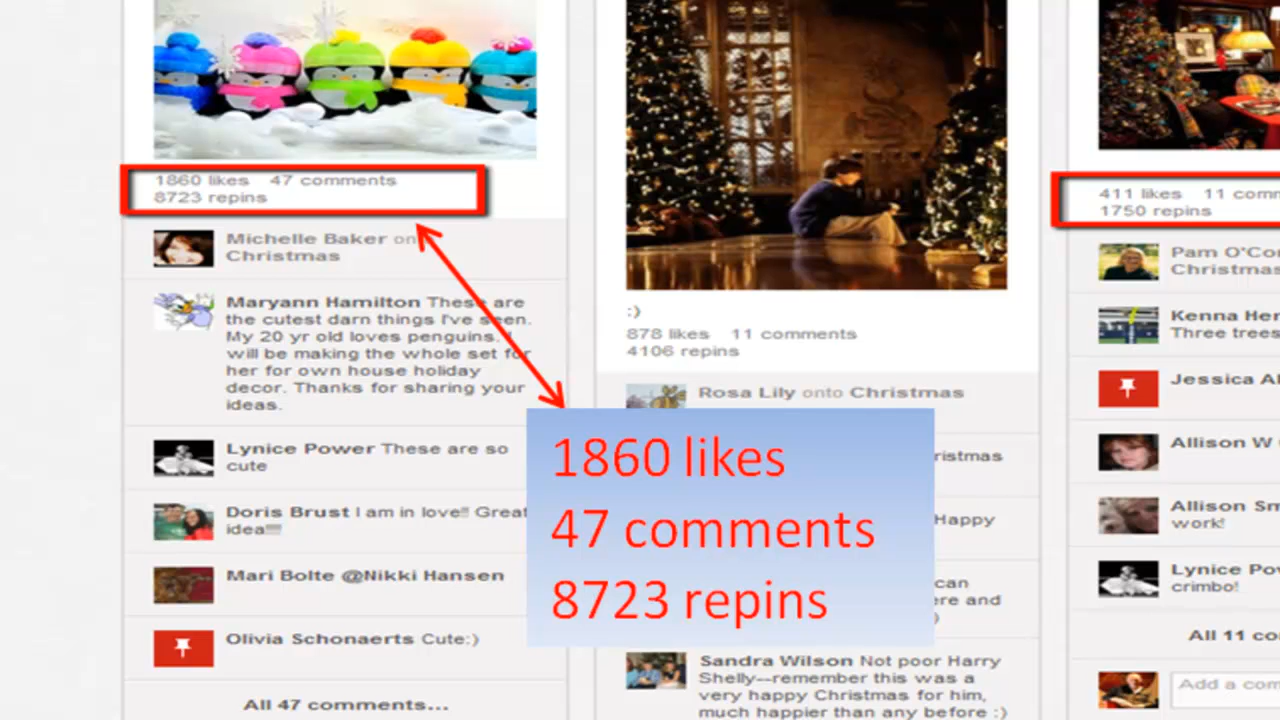 1860 likes 47 comments
8723 repins
Michelle Baker on
Christmas
Maryann Hamilton These are
the cutest darn things I've seen.
My 20 yr old loves penguins. I
will be making the whole set for
her for own house holiday
decor. Thanks for sharing your
ideas.
Lynice Power These are so
cute
Doris Brust I am in love!! Great
idea!!!!
Mari Bolte @Nikki Hansen
Olivia Schonaerts Cute:)
All 47 comments...
:)
878 likes 11 comments
4106 repins
Rosa Lily onto Christmas
ristmas
Happy
can
ere and
)
Sandra Wilson Not poor Harry
Shelly--remember this was a
very happy Christmas for him,
much happier than any before :)
1860 likes
47 comments
8723 repins
411 likes 11 comm
1750 repins
Pam O'Cor
Christmas
Kenna Her
Three trees
Jessica Al
Allison W
Allison Sm
work!
Lynice Pov
crimbo!
All 11 co
Add a com